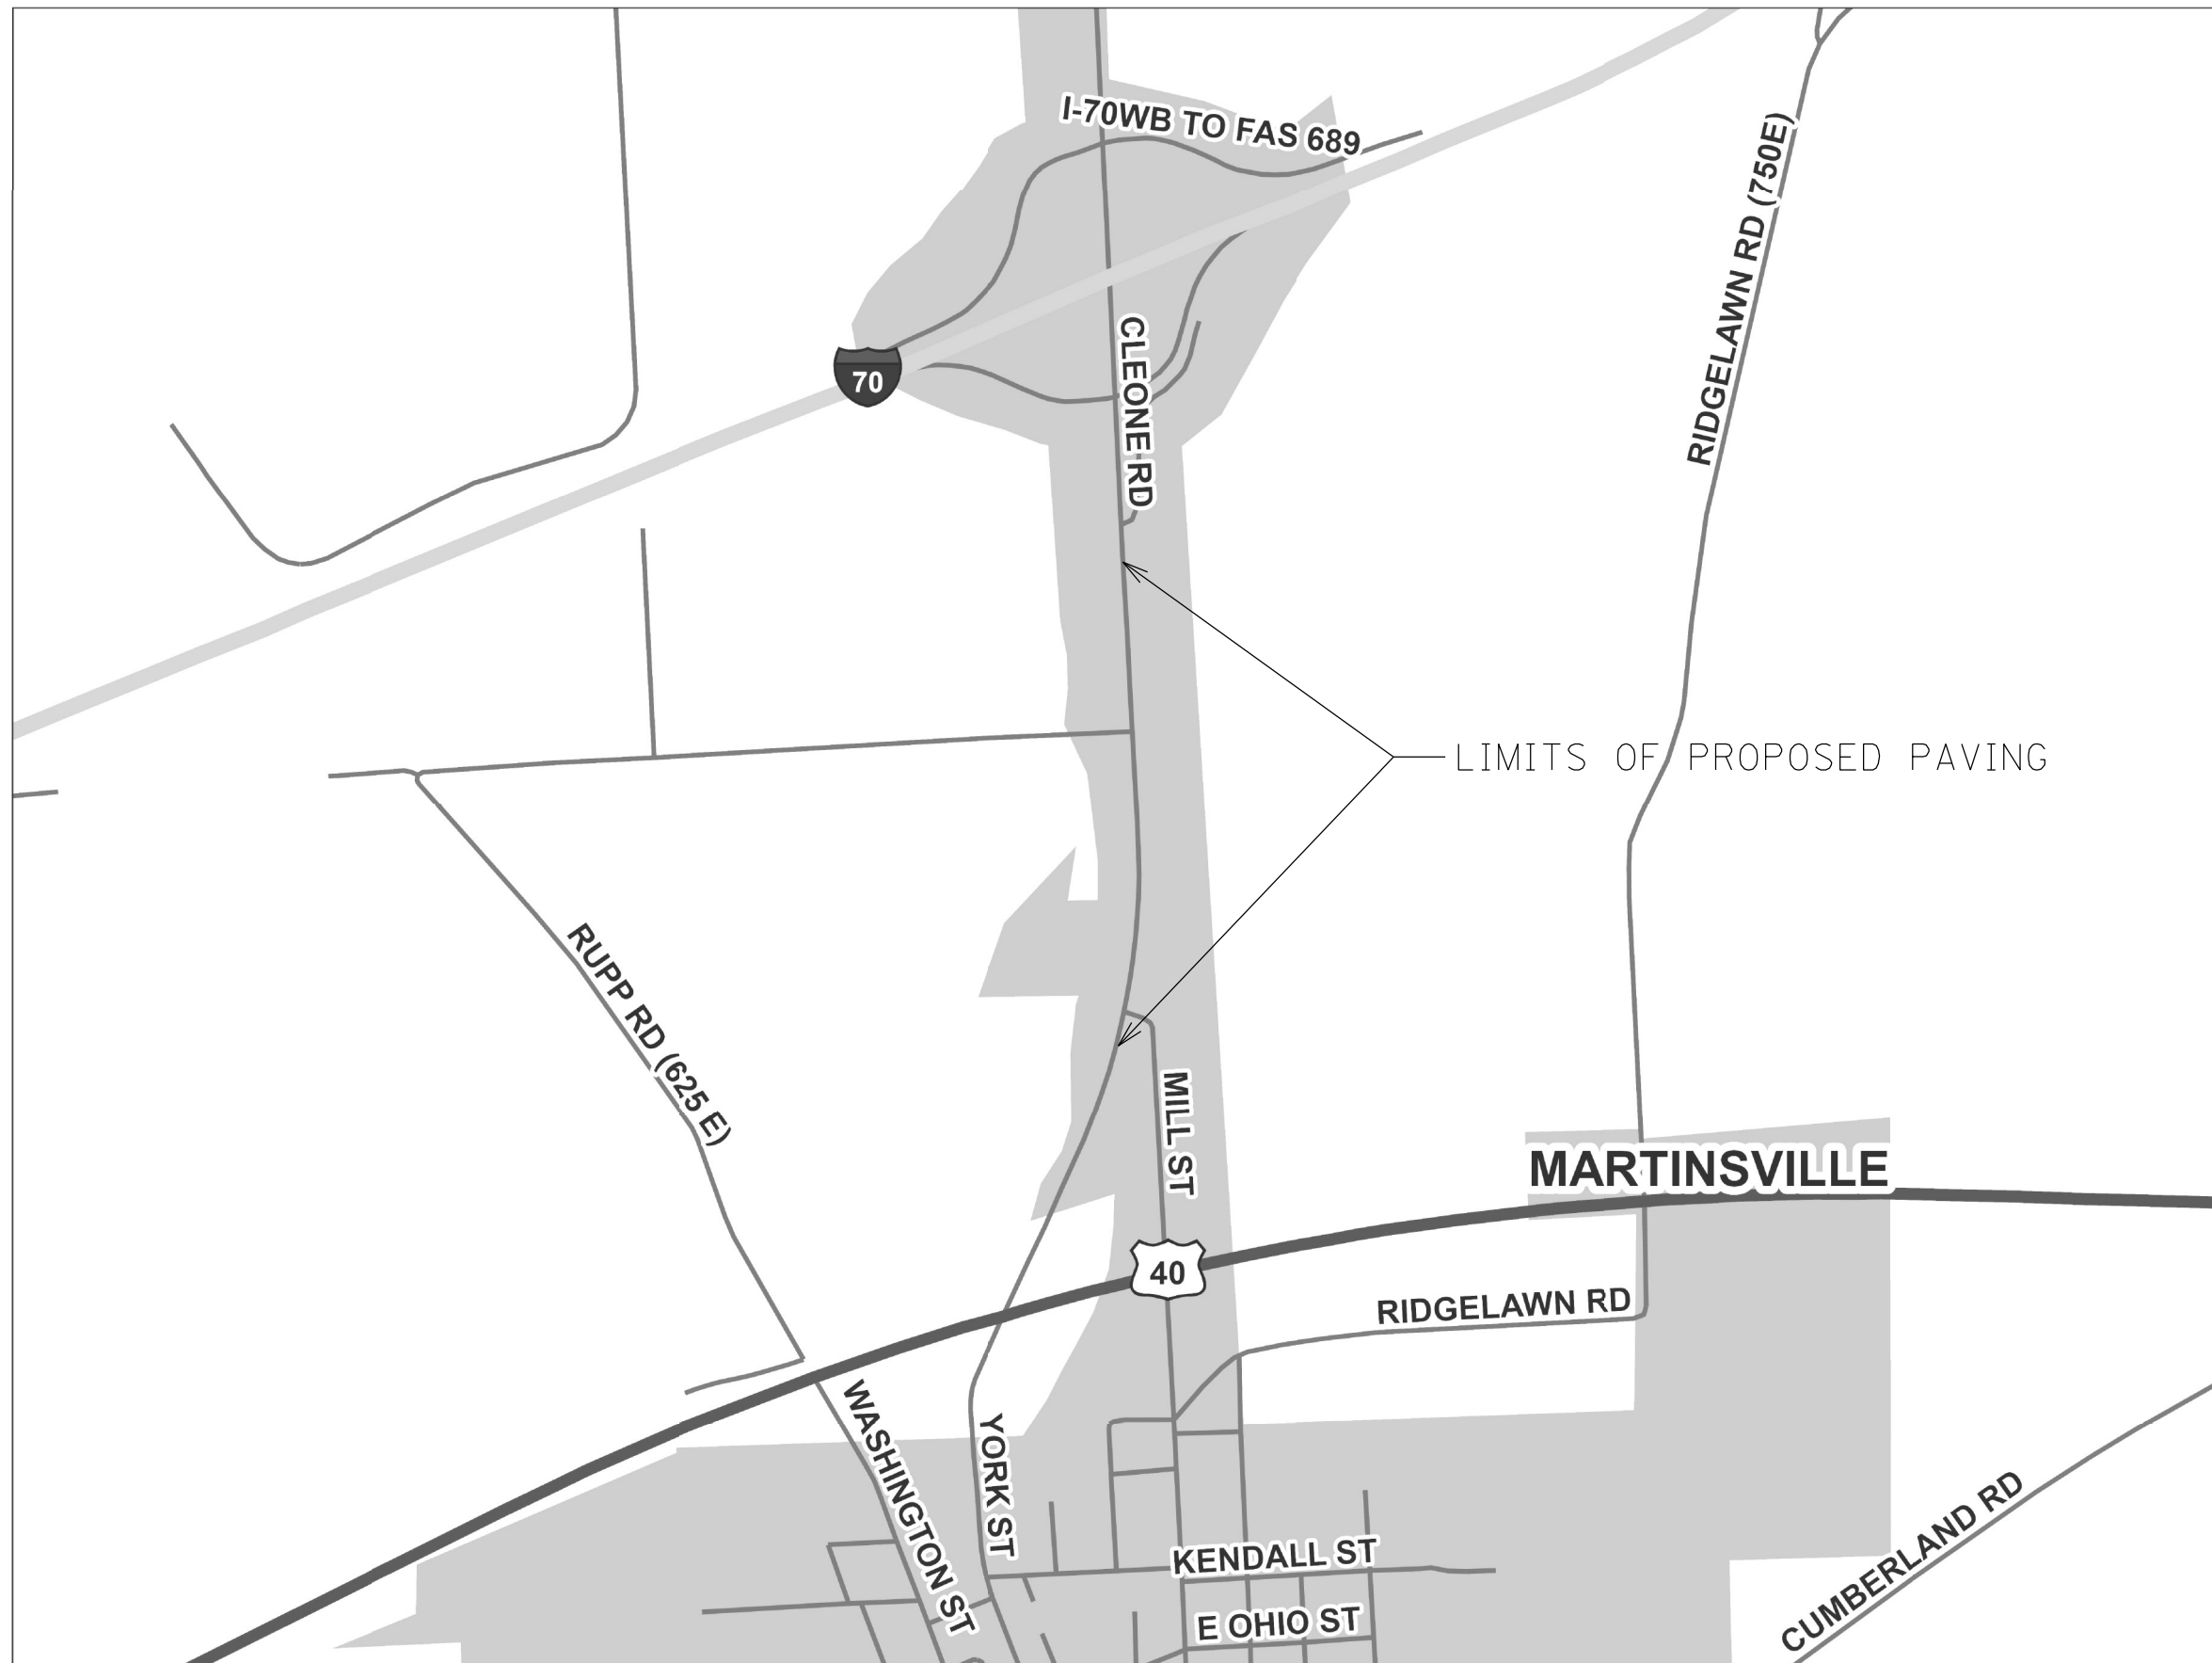 I-70WB TO FAS 689
RIDGELAWN RD (750E)
CLEONE RD
70
LIMITS OF PROPOSED PAVING
RUPP RD (625 E)
MILL ST
MARTINSVILLE
40
RIDGELAWN RD
WASHINGTON ST
YORK ST
KENDALL ST
E OHIO ST
CUMBERLAND RD